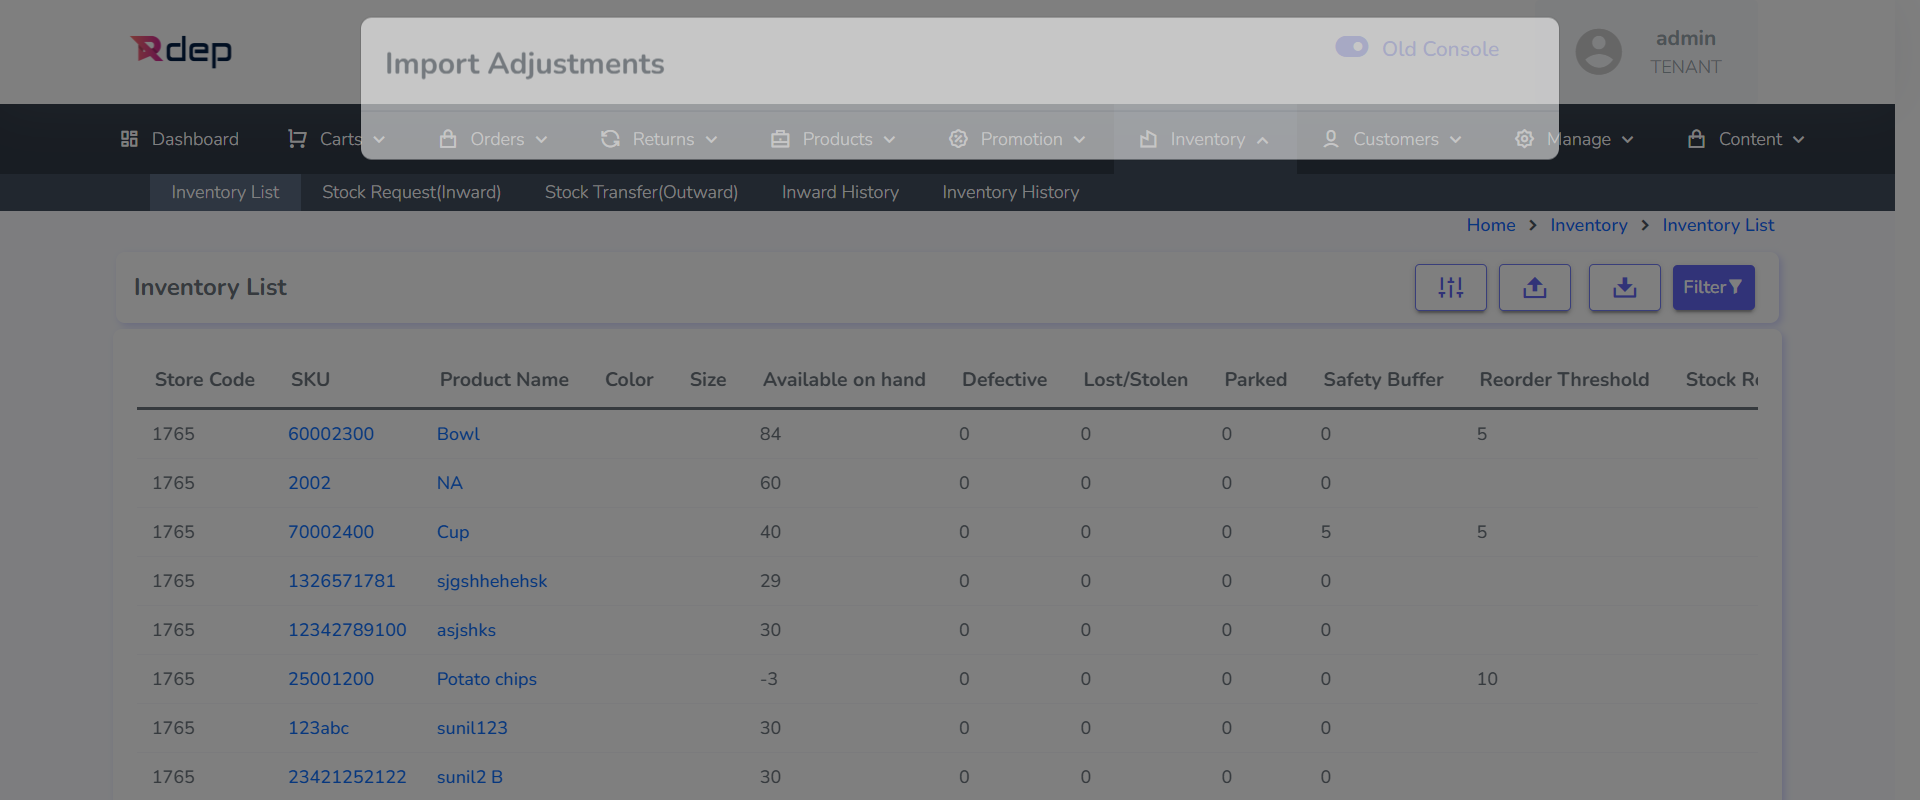 Rdep
Import Adjustments
Old Console
admin
TENANT
Dashboard Carts Orders Returns Products Promotion Inventory Customers Manage Content
Inventory List Stock Request(Inward) Stock Transfer(Outward) Inward History Inventory History
Home > Inventory > Inventory List
Inventory List
Filter
Store Code SKU Product Name Color Size Available on hand Defective Lost/Stolen Parked Safety Buffer Reorder Threshold Stock
1765 60002300 Bowl 84 0 0 0 0 5
1765 2002 NA 60 0 0 0 0
1765 70002400 Cup 40 0 0 0 5 5
1765 1326571781 sjgshhehehsk 29 0 0 0 0
1765 12342789100 asjshks 30 0 0 0 0
1765 25001200 Potato chips -3 0 0 0 0 10
1765 123abc sunil123 30 0 0 0 0
1765 23421252122 sunil2 B 30 0 0 0 0